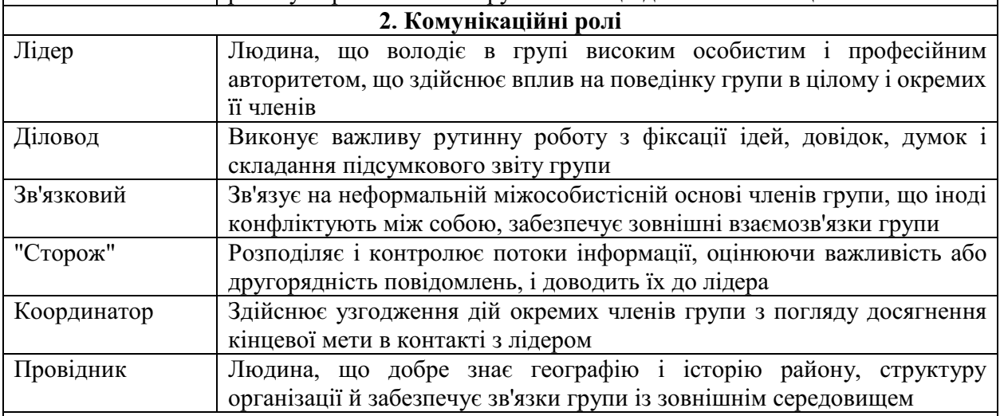 2. Комунікаційні ролі
Лідер Людина, що володіє в групі високим особистим і професійним
авторитетом, що здійснює вплив на поведінку групи в цілому і окремих
її членів
Діловод Виконує важливу рутинну роботу з фіксації ідей, довідок, думок і
складання підсумкового звіту групи
Зв'язковий Зв'язує на неформальній міжособистісній основі членів групи, що іноді
конфліктують між собою, забезпечує зовнішні взаємозв'язки групи
"Сторож" Розподіляє і контролює потоки інформації, оцінюючи важливість або
другорядність повідомлень, і доводить їх до лідера
Координатор Здійснює узгодження дій окремих членів групи з погляду досягнення
кінцевої мети в контакті з лідером
Провідник Людина, що добре знає географію і історію району, структуру
організації й забезпечує зв'язки групи із зовнішнім середовищем